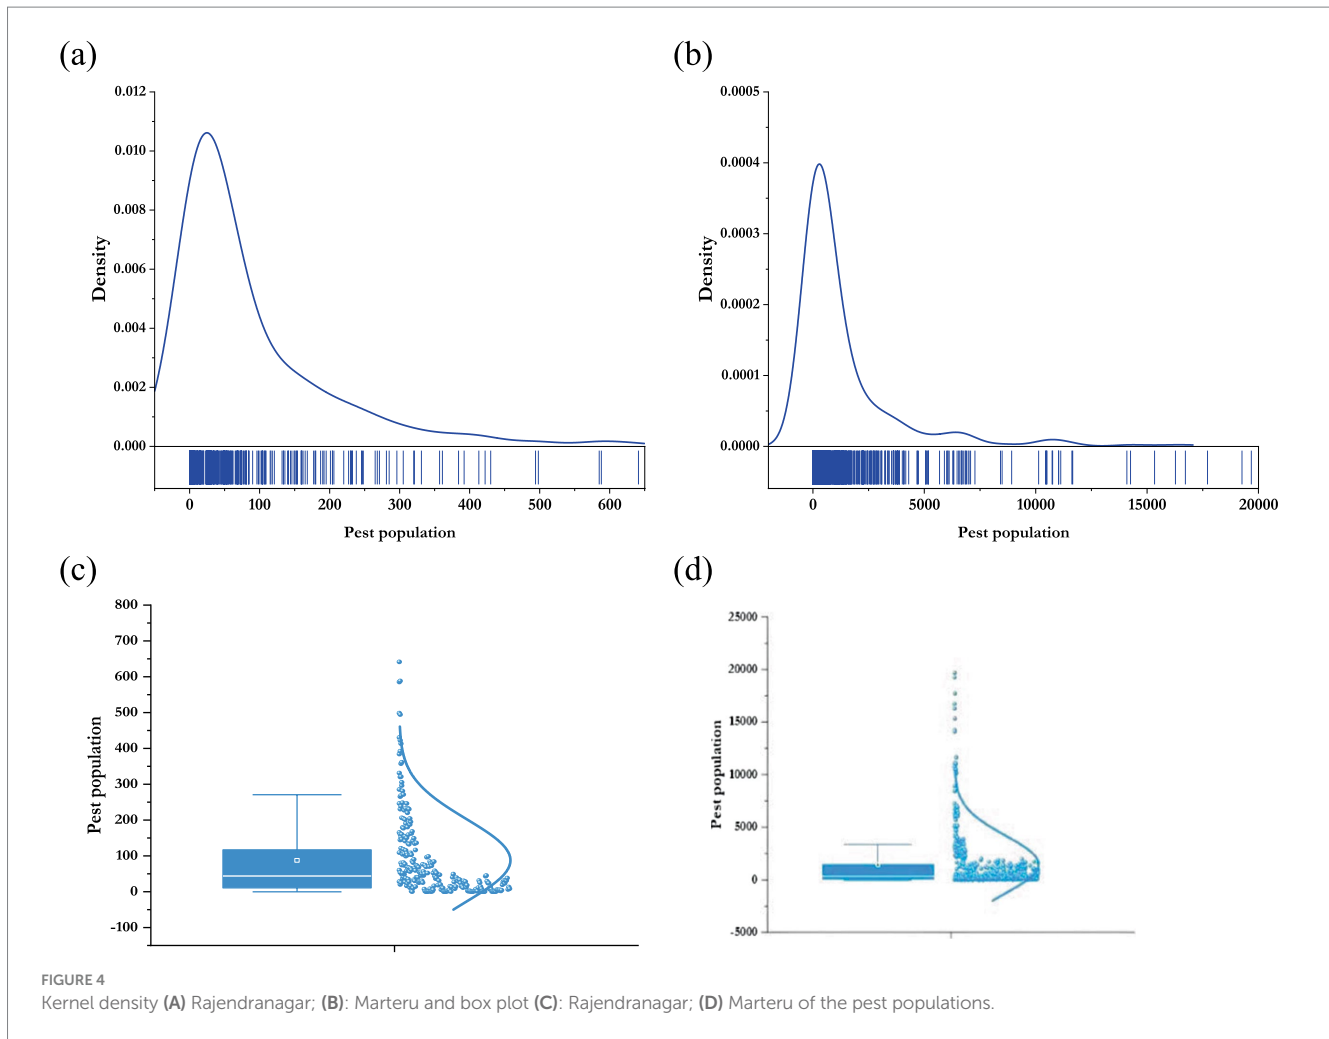 (a)
(b)
0.012
0.010
0.008
0.006
0.004
0.002
0.000
Density
0 100 200 300 400 500 600
Pest population
0.0005
0.0004
0.0003
0.0002
0.0001
0.0000
Density
0 5000 10000 15000 20000
Pest population
(c)
(d)
800
700
600
500
400
300
200
100
0
-100
Pest population
25000
20000
15000
10000
5000
0
-5000
Pest population
FIGURE 4
Kernel density (A) Rajendranagar; (B): Marteru and box plot (C): Rajendranagar; (D) Marteru of the pest populations.